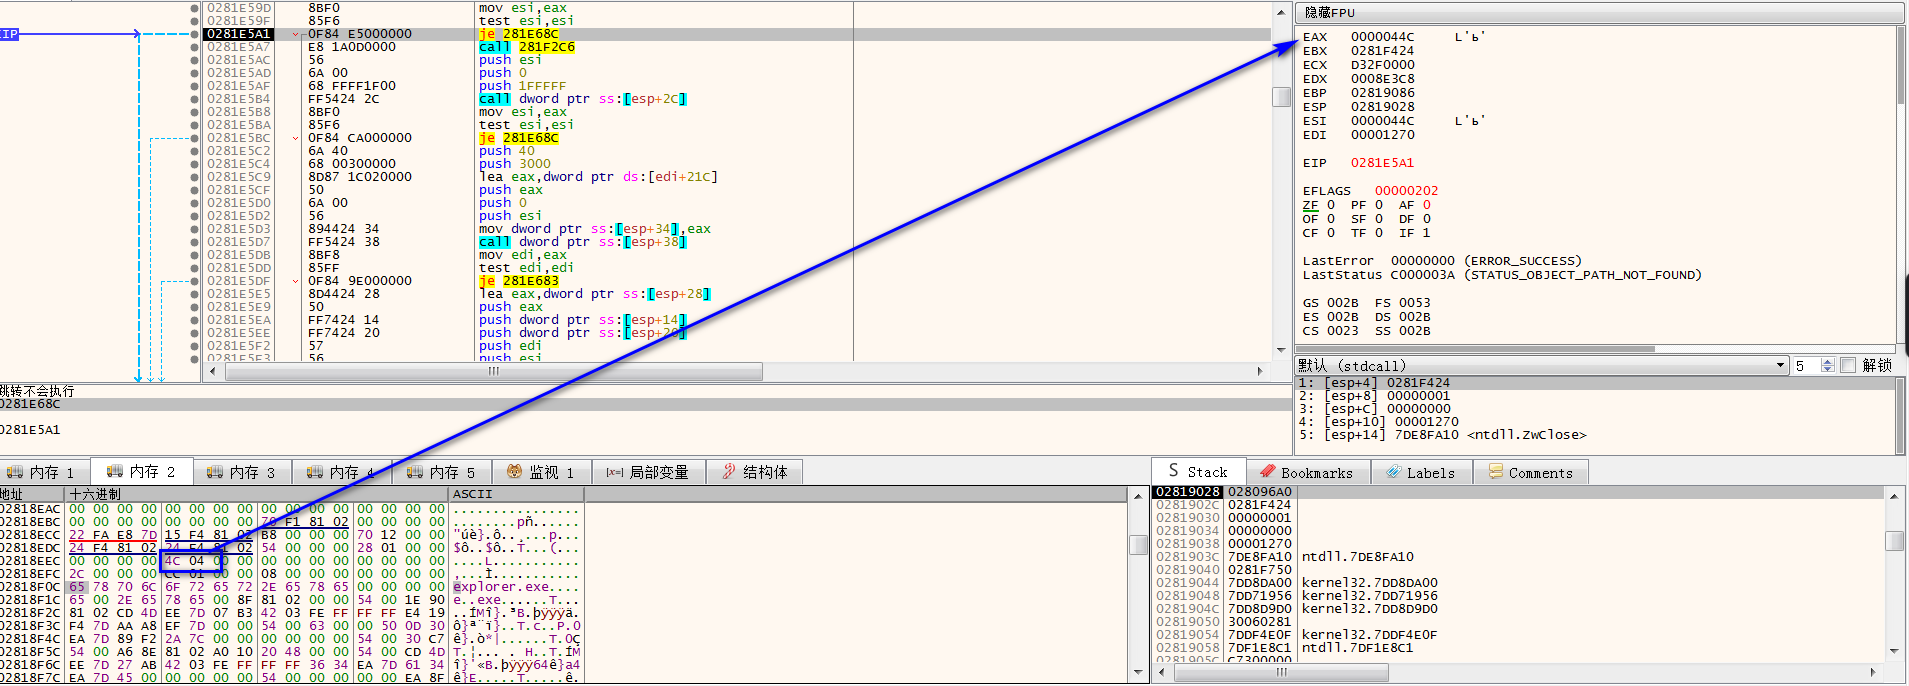 EIP
0281E59D 8BF0 mov esi,eax
0281E59F 85F6 test esi,esi
0281E5A1 0F84 E5000000 je 281E68C
0281E5A7 E8 1A0D0000 call 281F2C6
0281E5AC 56 push esi
0281E5AD 6A 00 push 0
0281E5AF 68 FFFF1F00 push 1FFFFF
0281E5B4 FF5424 2C call dword ptr ss:[esp+2C]
0281E5B8 8BF0 mov esi,eax
0281E5BA 85F6 test esi,esi
0281E5BC 0F84 CA000000 je 281E68C
0281E5C2 6A 40 push 40
0281E5C4 68 00300000 push 3000
0281E5C9 8D87 1C020000 lea eax,dword ptr ds:[edi+21C]
0281E5CF 50 push eax
0281E5D0 6A 00 push 0
0281E5D2 56 push esi
0281E5D3 894424 34 mov dword ptr ss:[esp+34],eax
0281E5D7 FF5424 38 call dword ptr ss:[esp+38]
0281E5DB 8BF8 mov edi,eax
0281E5DD 85FF test edi,edi
0281E5DF 0F84 9E000000 je 281E683
0281E5E5 8D4424 28 lea eax,dword ptr ss:[esp+28]
0281E5E9 50 push eax
0281E5EA FF7424 14 push dword ptr ss:[esp+14]
0281E5EE FF7424 20 push dword ptr ss:[esp+20]
0281E5F2 57 push edi
0281E5F3 56 push esi
隐藏FPU
EAX 0000044C L'ь'
EBX 0281F424
ECX D32F0000
EDX 0008E3C8
EBP 02819086
ESP 02819028
ESI 0000044C L'ь'
EDI 00001270
EIP 0281E5A1
EFLAGS 00000202
ZF 0 PF 0 AF 0
OF 0 SF 0 DF 0
CF 0 TF 0 IF 1
LastError 00000000 (ERROR_SUCCESS)
LastStatus C000003A (STATUS_OBJECT_PATH_NOT_FOUND)
GS 002B FS 0053
ES 002B DS 002B
CS 0023 SS 002B
默认 (stdcall) 5 解锁
1: [esp+4] 0281F424
2: [esp+8] 00000001
3: [esp+C] 00000000
4: [esp+10] 00001270
5: [esp+14] 7DE8FA10 <ntdll.ZwClose>
跳转不会执行
0281E68C
0281E5A1
内存 1 内存 2 内存 3 内存 4 内存 5 监视 1 局部变量 结构体
地址 十六进制 ASCII
02818EAC 00 00 00 00 00 00 00 00 00 00 00 00 00 00 00 00 ................
02818EBC 00 00 00 00 00 00 00 00 70 F1 81 02 00 00 00 00 ........pñ......
02818ECC 22 FA E8 7D 15 F4 81 02 B8 00 00 00 70 12 00 00 "úè}.ô..¸...p...
02818EDC 24 F4 81 02 24 F4 81 02 54 00 00 00 28 01 00 00 $ô..$ô..T...(...
02818EEC 00 00 00 00 4C 04 00 00 00 00 00 00 00 00 00 00 ....L...........
02818EFC 2C 00 00 00 CC 01 00 00 08 00 00 00 00 00 00 00 ,...Ì...........
02818F0C 65 78 70 6C 6F 72 65 72 2E 65 78 65 00 00 00 00 explorer.exe....
02818F1C 65 00 2E 65 78 65 00 8F 81 02 00 00 54 00 1E 90 e..exe......T...
02818F2C 81 02 CD 4D EE 7D 07 B3 42 03 FE FF FF FF E4 19
02818F3C F4 7D AA A8 EF 7D 00 00 54 00 63 00 00 50 0D 30
02818F4C EA 7D 89 F2 2A 7C 00 00 00 00 00 00 54 00 30 C7
02818F5C 54 00 A6 8E 81 02 A0 10 20 48 00 00 54 00 CD 4D
02818F6C EE 7D 27 AB 42 03 FE FF FF FF 36 34 EA 7D 61 34
02818F7C EA 7D 45 00 00 00 00 00 54 00 00 00 00 00 EA 8F
Stack Bookmarks Labels Comments
02819028 028096A0
0281902C 0281F424
02819030 00000001
02819034 00000000
02819038 00001270
0281903C 7DE8FA10 ntdll.7DE8FA10
02819040 0281F750
02819044 7DD8DA00 kernel32.7DD8DA00
02819048 7DD71956 kernel32.7DD71956
0281904C 7DD8D9D0 kernel32.7DD8D9D0
02819050 30060281
02819054 7DDF4E0F kernel32.7DDF4E0F
02819058 7DF1E8C1 ntdll.7DF1E8C1
0281905C C7300000